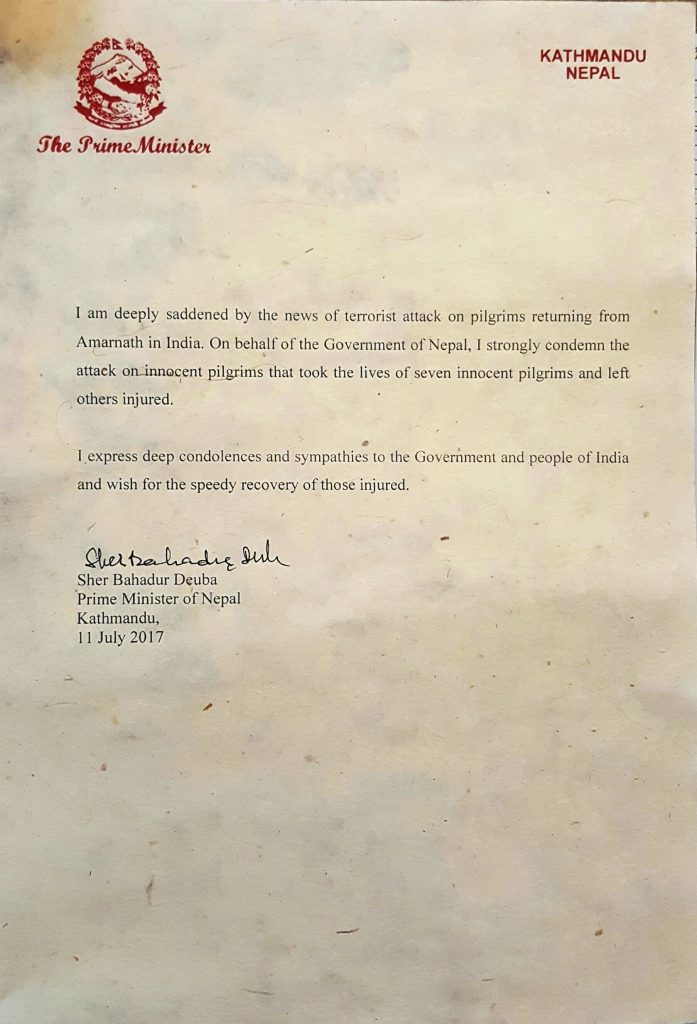 KATHMANDU
NEPAL
The Prime Minister
I am deeply saddened by the news of terrorist attack on pilgrims returning from
Amarnath in India. On behalf of the Government of Nepal, I strongly condemn the
attack on innocent pilgrims that took the lives of seven innocent pilgrims and left
others injured.
I express deep condolences and sympathies to the Government and people of India
and wish for the speedy recovery of those injured.
Sher Bahadur Deuba
Prime Minister of Nepal
Kathmandu,
11 July 2017